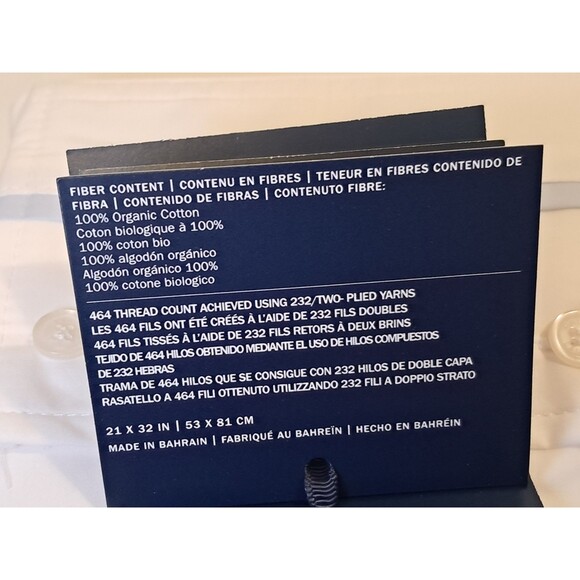 FIBER CONTENT | CONTENU EN FIBRES | TENEUR EN FIBRES CONTENIDO DE
FIBRA | CONTENIDO DE FIBRAS | CONTENUTO FIBRE:
100% Organic Cotton
Coton biologique à 100%
100% coton bio
100% algodón orgánico
Algodón orgánico 100%
100% cotone biologico
464 THREAD COUNT ACHIEVED USING 232/TWO- PLIED YARNS
LES 464 FILS ONT ÉTÉ CRÉÉS À L'AIDE DE 232 FILS DOUBLES
464 FILS TISSÉS À L'AIDE DE 232 FILS RETORS À DEUX BRINS
TEJIDO DE 464 HILOS OBTENIDO MEDIANTE EL USO DE HILOS COMPUESTOS
DE 232 HEBRAS
TRAMA DE 464 HILOS QUE SE CONSIGUE CON 232 HILOS DE DOBLE CAPA
RASATELLO A 464 FILI OTTENUTO UTILIZZANDO 232 FILI A DOPPIO STRATO
21 X 32 IN | 53 X 81 CM
MADE IN BAHRAIN | FABRIQUÉ AU BAHREÏN | HECHO EN BAHRÉIN